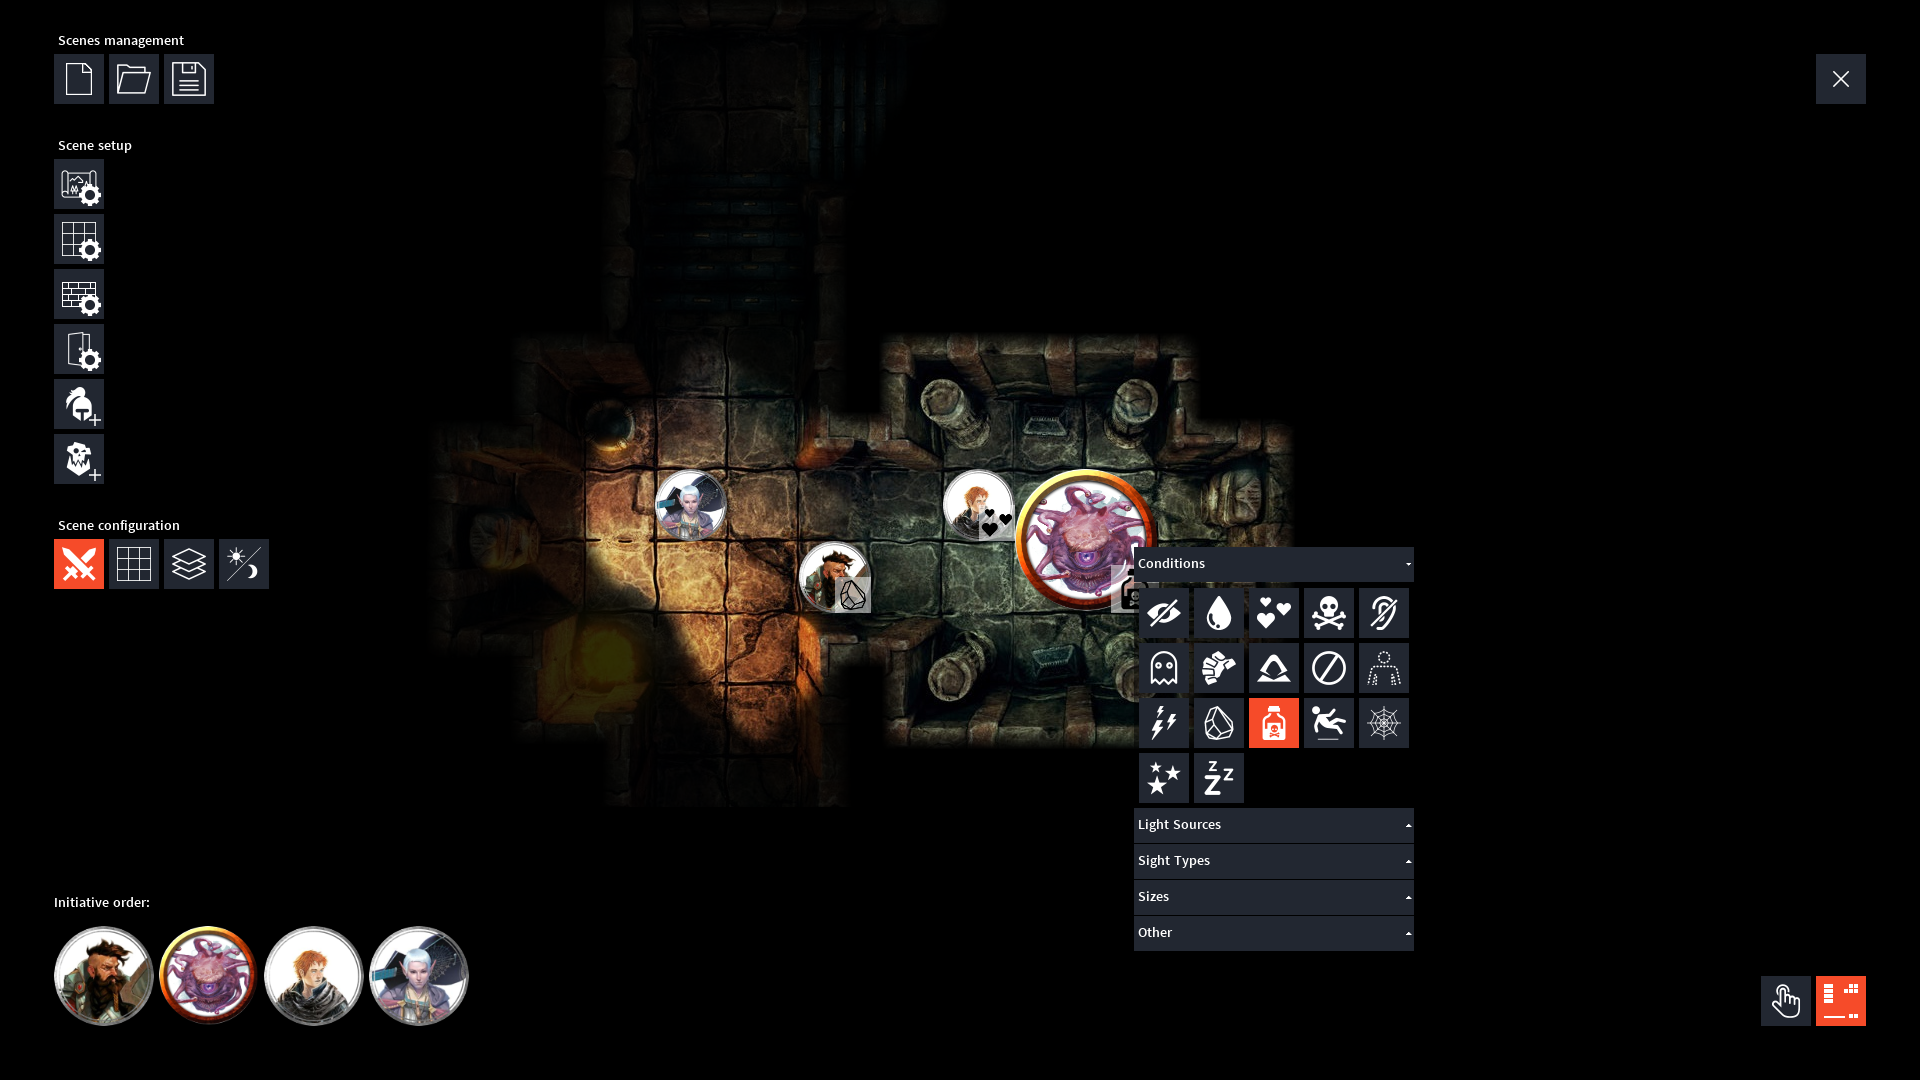 Scenes management
Scene setup
Scene configuration
Conditions
Light Sources
Sight Types
Sizes
Other
Initiative order: